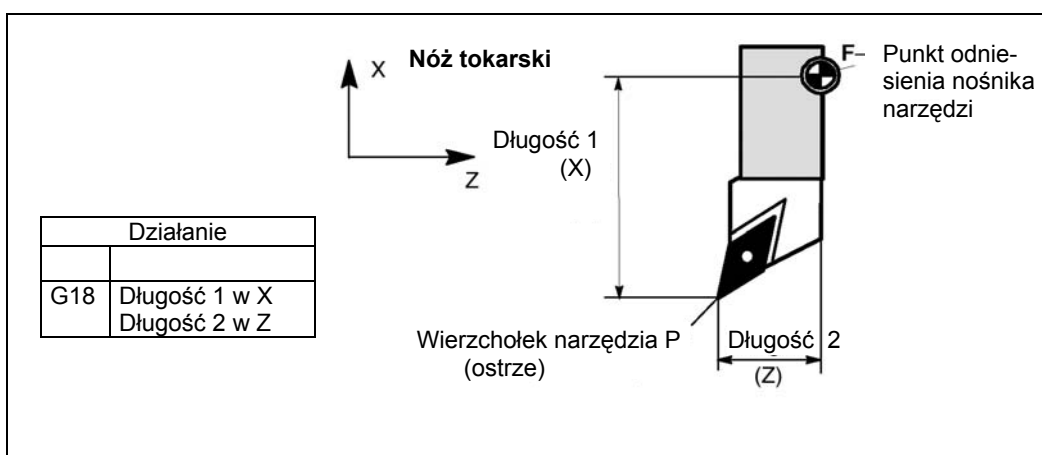 X
Nóż tokarski
Z
F–
Punkt odnie-
sienia nośnika
narzędzi
Długość 1
(X)
Działanie
G18
Długość 1 w X
Długość 2 w Z
Wierzchołek narzędzia P
(ostrze)
Długość 2
(Z)